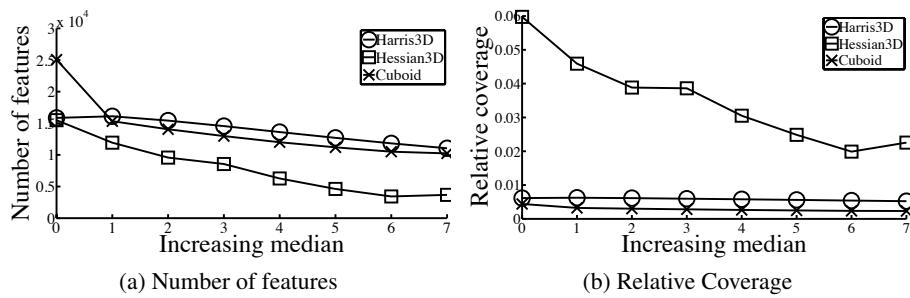 x 10^4
3
2.5
2
1.5
1
0.5
0
0 1 2 3 4 5 6 7
Number of features
Increasing median
Harris3D
Hessian3D
Cuboid
(a) Number of features
0.06
0.05
0.04
0.03
0.02
0.01
0
0 1 2 3 4 5 6 7
Relative coverage
Increasing median
Harris3D
Hessian3D
Cuboid
(b) Relative Coverage